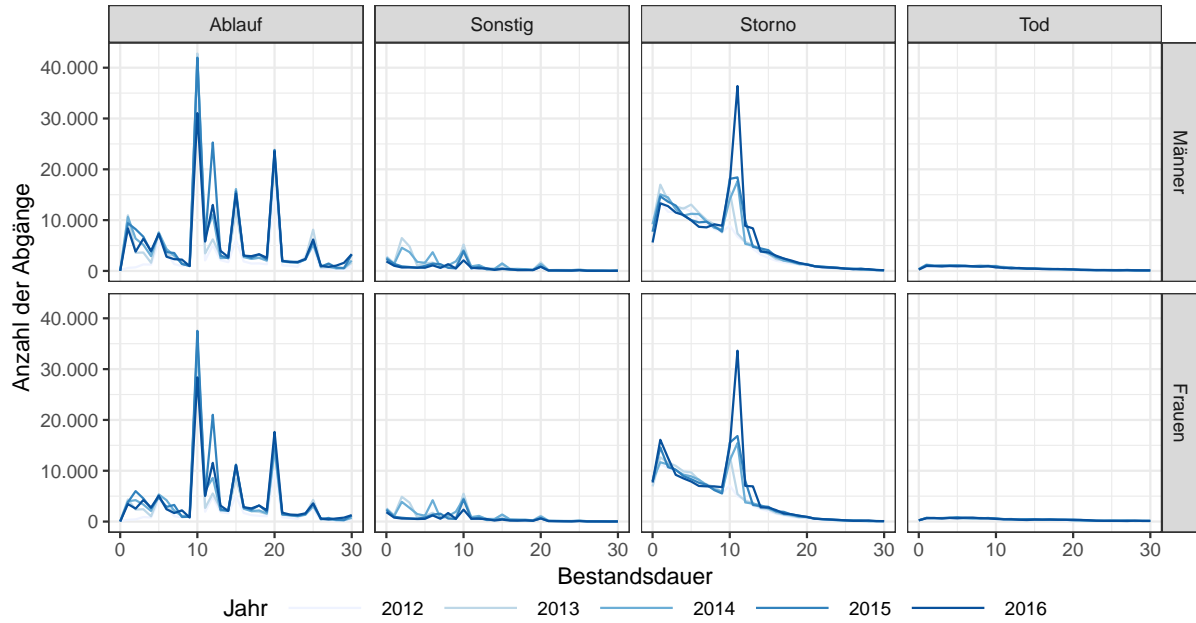 Ablauf Sonstig Storno Tod
Anzahl der Abgänge
40.000
30.000
20.000
10.000
0
Männer
40.000
30.000
20.000
10.000
0
Frauen
0 10 20 30 0 10 20 30 0 10 20 30 0 10 20 30
Bestandsdauer
Jahr 2012 2013 2014 2015 2016